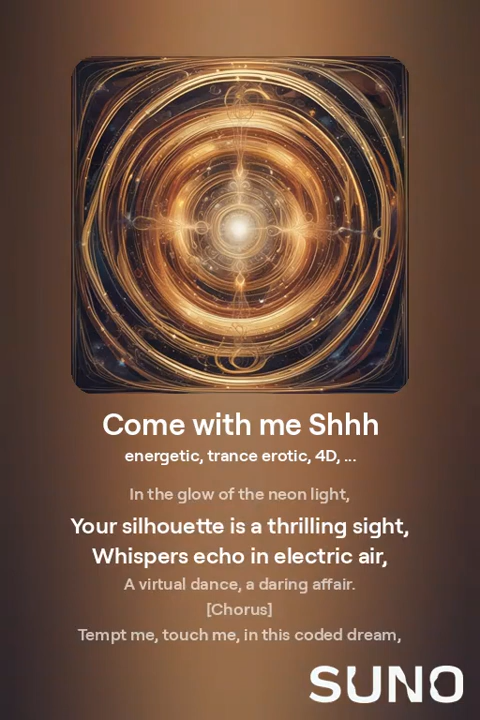 Come with me Shhh
energetic, trance erotic, 4D, ...
In the glow of the neon light,
Your silhouette is a thrilling sight,
Whispers echo in electric air,
A virtual dance, a daring affair.
[Chorus]
Tempt me, touch me, in this coded dream,
SUNO